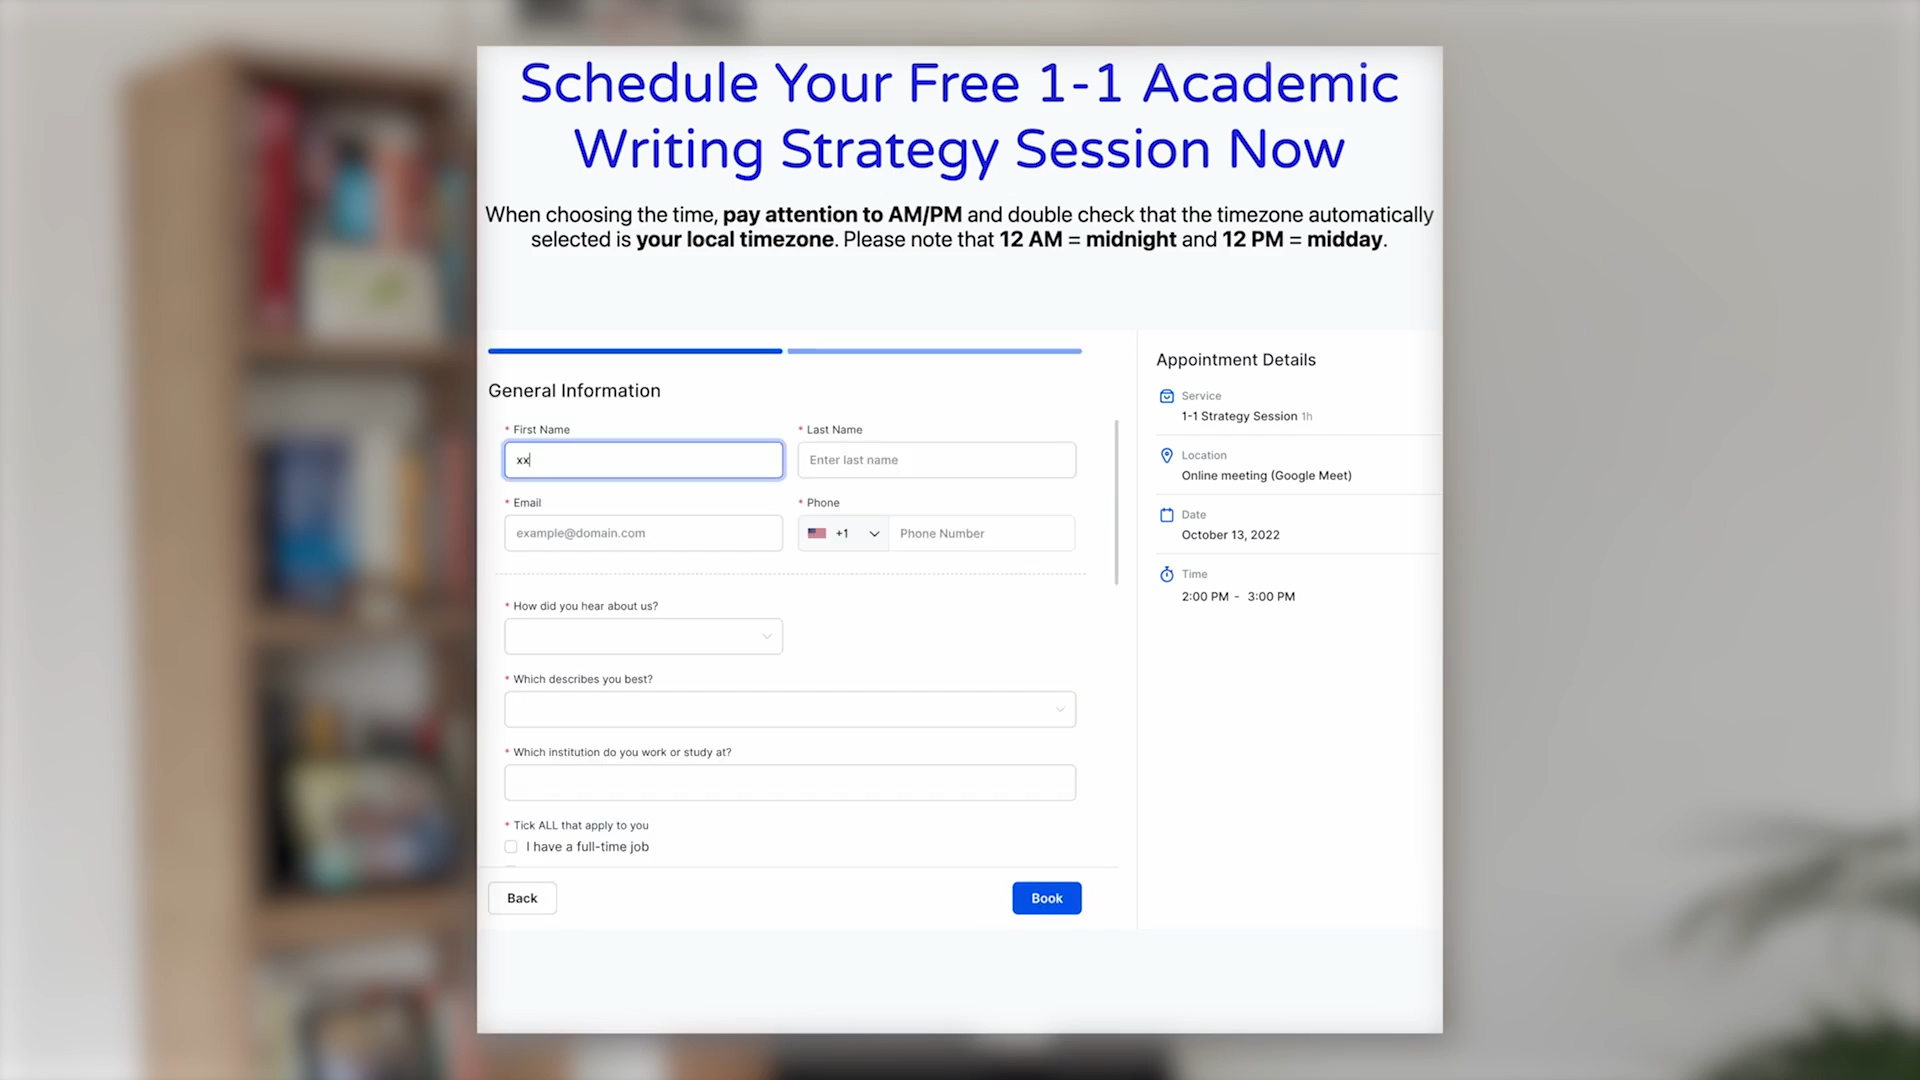 Schedule Your Free 1-1 Academic
Writing Strategy Session Now
When choosing the time, pay attention to AM/PM and double check that the timezone automatically
selected is your local timezone. Please note that 12 AM = midnight and 12 PM = midday.
General Information
* First Name
xx
* Last Name
Enter last name
* Email
example@domain.com
* Phone
+1
Phone Number
* How did you hear about us?
* Which describes you best?
* Which institution do you work or study at?
* Tick ALL that apply to you
I have a full-time job
Back
Book
Appointment Details
Service
1-1 Strategy Session 1h
Location
Online meeting (Google Meet)
Date
October 13, 2022
Time
2:00 PM - 3:00 PM